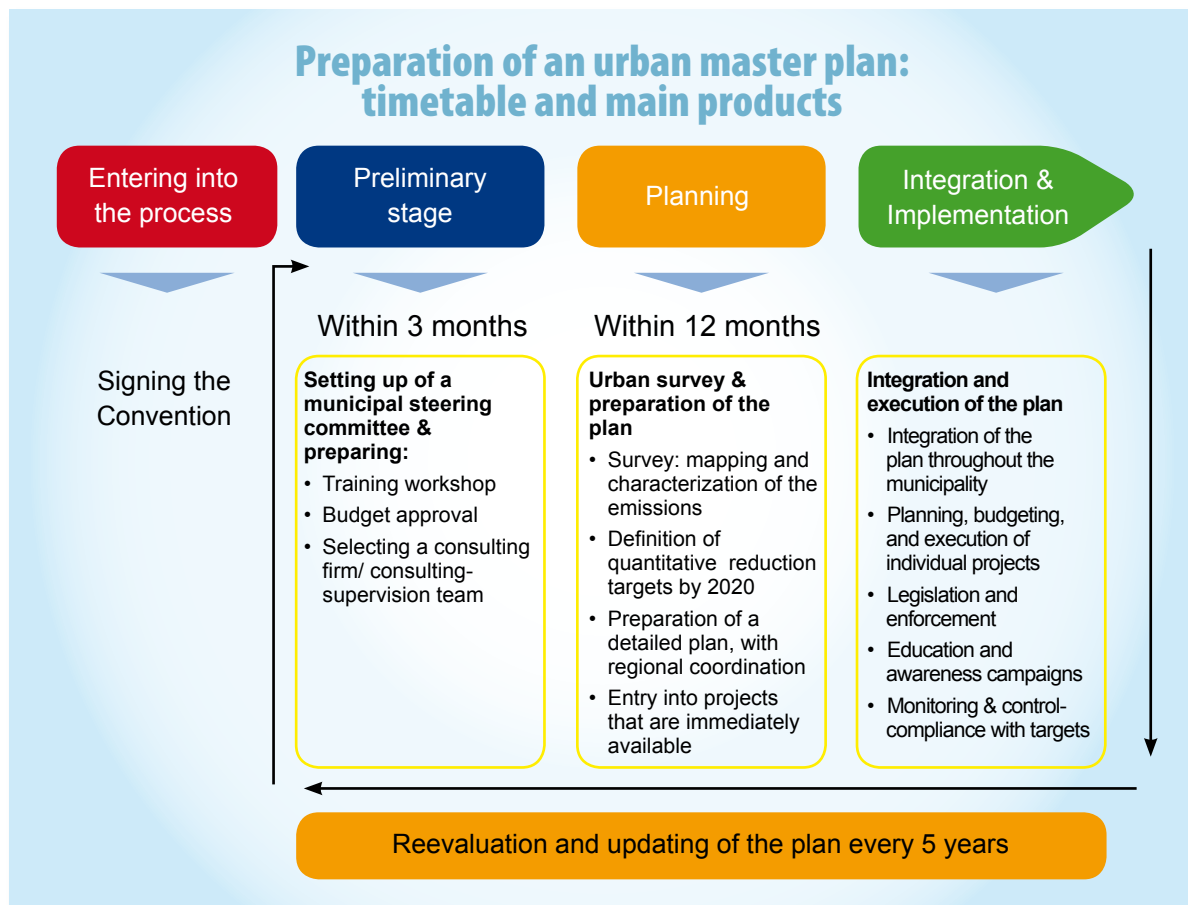 Preparation of an urban master plan:
timetable and main products
Entering into
the process
Preliminary
stage
Planning
Integration &
Implementation
Signing the
Convention
Within 3 months
Setting up of a
municipal steering
committee &
preparing:
• Training workshop
• Budget approval
• Selecting a consulting
firm/ consulting-
supervision team
Within 12 months
Urban survey &
preparation of the
plan
• Survey: mapping and
characterization of the
emissions
• Definition of
quantitative reduction
targets by 2020
• Preparation of a
detailed plan, with
regional coordination
• Entry into projects
that are immediately
available
Integration and
execution of the plan
• Integration of the
plan throughout the
municipality
• Planning, budgeting,
and execution of
individual projects
• Legislation and
enforcement
• Education and
awareness campaigns
• Monitoring & control-
compliance with targets
Reevaluation and updating of the plan every 5 years